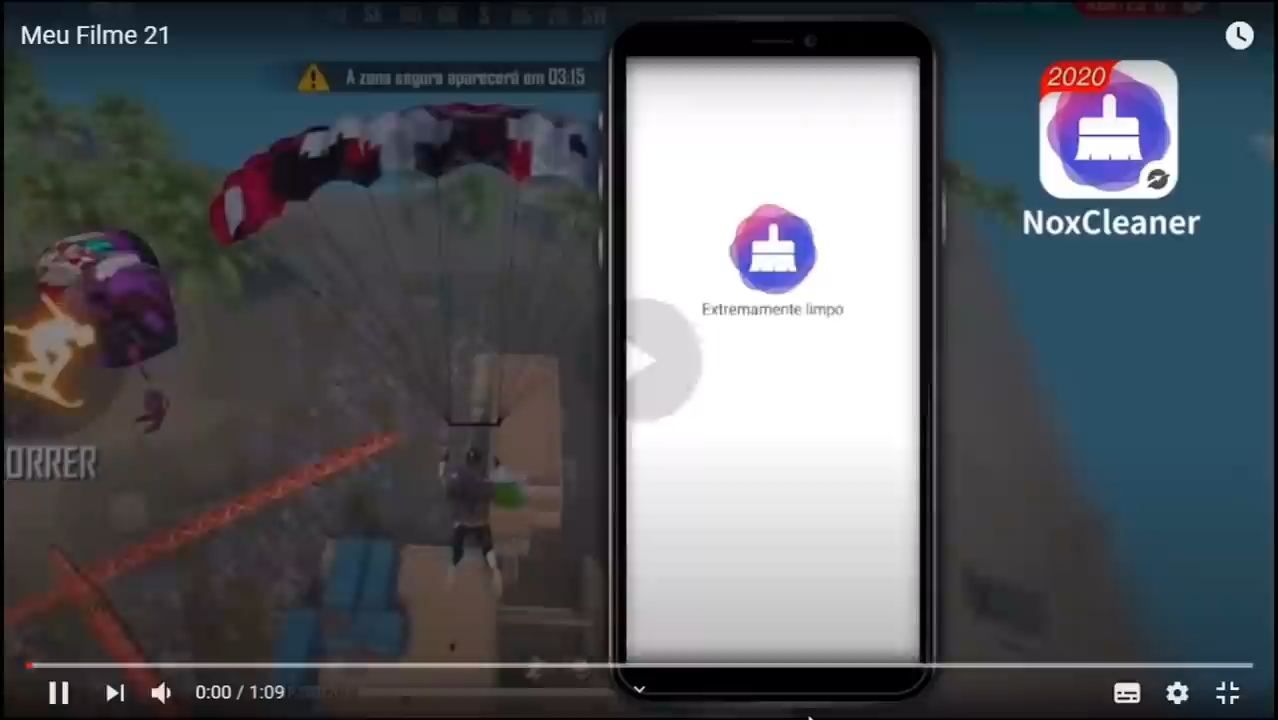 Meu Filme 21
A zona segura aparecerá em 03:15
2020
NoxCleaner
Extremamente limpo
ORRER
0:00 / 1:09